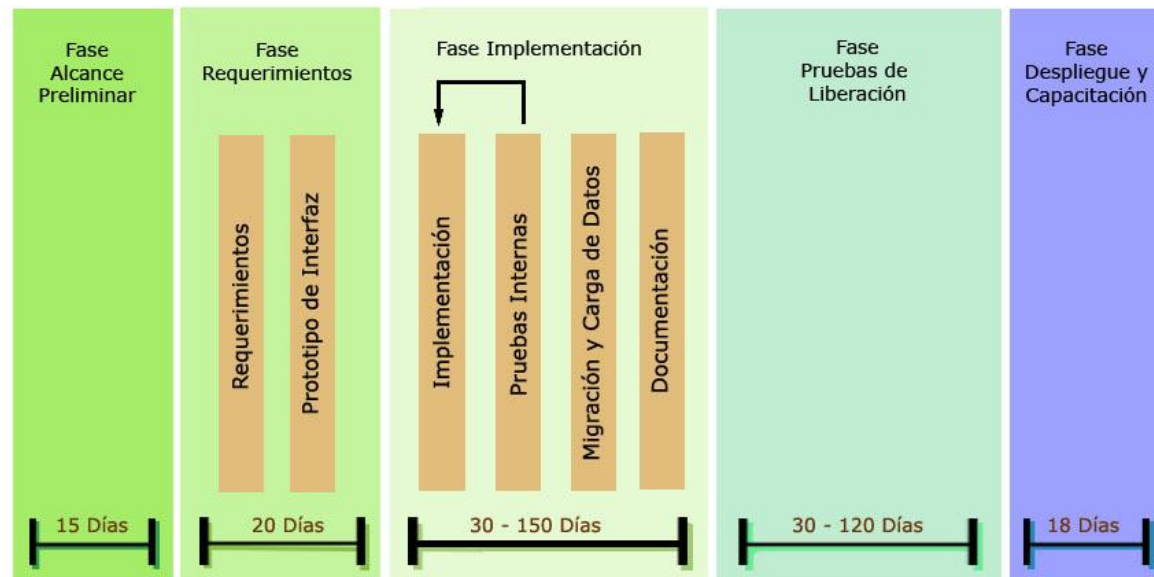 Fase
Alcance
Preliminar
15 Días
Fase
Requerimientos
Requerimientos
Prototipo de Interfaz
20 Días
Fase Implementación
Implementación
Pruebas Internas
Migración y Carga de Datos
Documentación
30 - 150 Días
Fase
Pruebas de
Liberación
30 - 120 Días
Fase
Despliegue y
Capacitación
18 Días